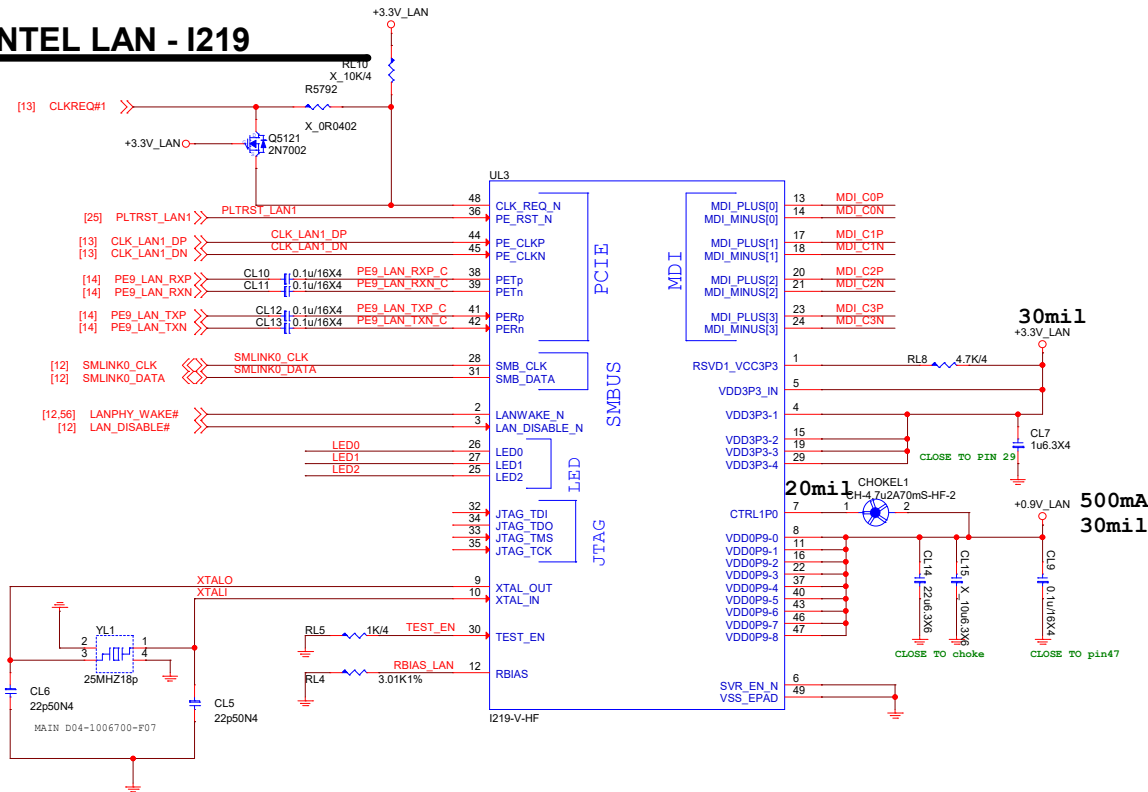 NTEL LAN - I219
+3.3V_LAN
RL10
X_10K/4
R5792
[13] CLKREQ#1
X_0R0402
+3.3V_LAN
Q5121
2N7002
UL3
[25] PLTRST_LAN1 PLTRST_LAN1
[13] CLK_LAN1_DP CLK_LAN1_DP
[13] CLK_LAN1_DN CLK_LAN1_DN
[14] PE9_LAN_RXP CL10 0.1u/16X4 PE9_LAN_RXP_C
[14] PE9_LAN_RXN CL11 0.1u/16X4 PE9_LAN_RXN_C
[14] PE9_LAN_TXP CL12 0.1u/16X4 PE9_LAN_TXP_C
[14] PE9_LAN_TXN CL13 0.1u/16X4 PE9_LAN_TXN_C
[12] SMLINK0_CLK SMLINK0_CLK
[12] SMLINK0_DATA SMLINK0_DATA
[12,56] LANPHY_WAKE#
[12] LAN_DISABLE#
LED0
LED1
LED2
48 CLK_REQ_N
36 PE_RST_N
44 PE_CLKP
45 PE_CLKN
38 PETp
39 PETn
41 PERp
42 PERn
28 SMB_CLK
31 SMB_DATA
2 LANWAKE_N
3 LAN_DISABLE_N
26 LED0
27 LED1
25 LED2
32 JTAG_TDI
34 JTAG_TDO
33 JTAG_TMS
35 JTAG_TCK
9 XTAL_OUT
10 XTAL_IN
30 TEST_EN
12 RBIAS
PCIE
SMBUS
LED
JTAG
MDI
MDI_PLUS[0] 13 MDI_C0P
MDI_MINUS[0] 14 MDI_C0N
MDI_PLUS[1] 17 MDI_C1P
MDI_MINUS[1] 18 MDI_C1N
MDI_PLUS[2] 20 MDI_C2P
MDI_MINUS[2] 21 MDI_C2N
MDI_PLUS[3] 23 MDI_C3P
MDI_MINUS[3] 24 MDI_C3N
30mil
+3.3V_LAN
RSVD1_VCC3P3 1 RL8 4.7K/4
VDD3P3_IN 5
VDD3P3-1 4
VDD3P3-2 15
VDD3P3-3 19
VDD3P3-4 29
CL7
1u6.3X4
CLOSE TO PIN 29
20mil
CHOKEL1
CH-4.7u2A70mS-HF-2
CTRL1P0 7 1 2
+0.9V_LAN
500mA
30mil
VDD0P9-0 8
VDD0P9-1 11
VDD0P9-2 16
VDD0P9-3 22
VDD0P9-4 37
VDD0P9-5 40
VDD0P9-6 43
VDD0P9-7 46
VDD0P9-8 47
CL14 22u6.3X6
CL15 X_10u6.3X6
CL9 0.1u/16X4
CLOSE TO choke
CLOSE TO pin47
SVR_EN_N 6
VSS_EPAD 49
I219-V-HF
XTALO
XTALI
YL1
2 1
3 4
25MHZ18p
CL6
22p50N4
CL5
22p50N4
MAIN D04-1006700-F07
RL5 1K/4 TEST_EN
RL4 3.01K1% RBIAS_LAN